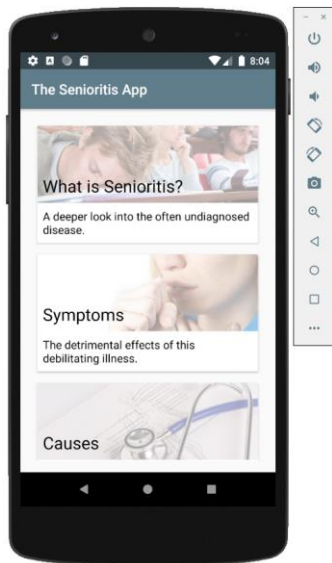 8:04
The Senioritis App
What is Senioritis?
A deeper look into the often undiagnosed
disease.
Symptoms
The detrimental effects of this
debilitating illness.
Causes